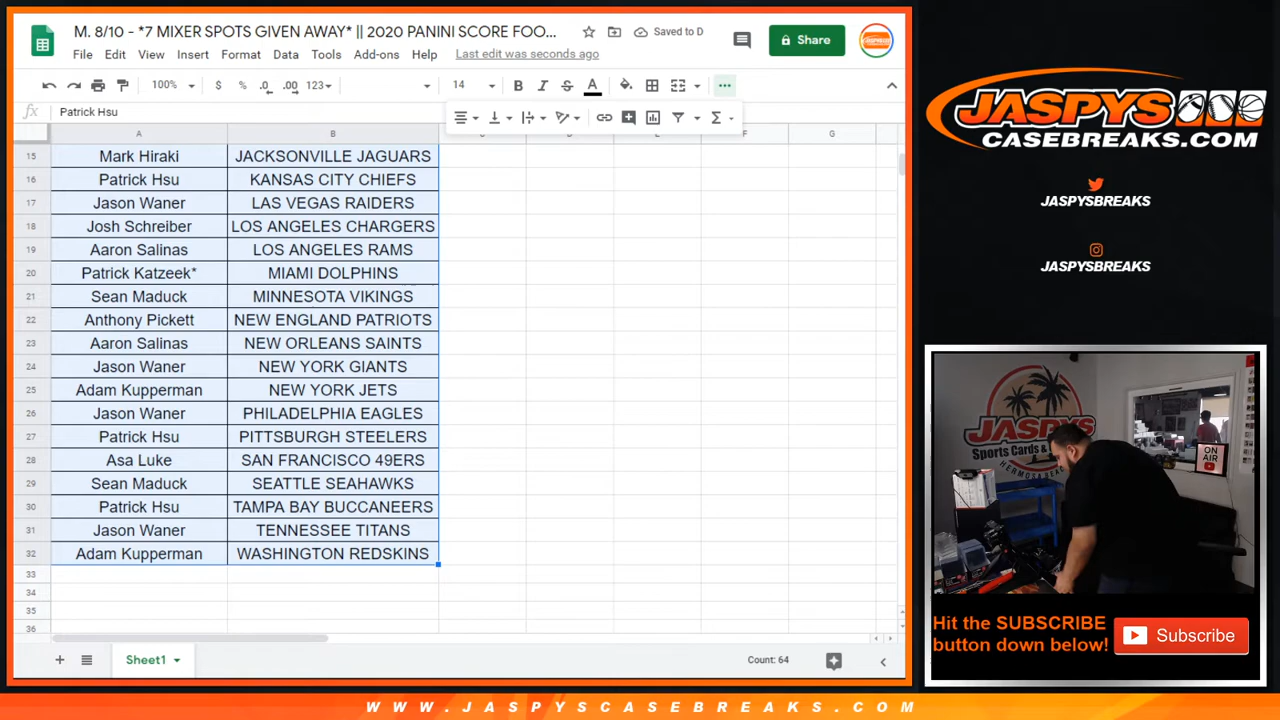 M. 8/10 - *7 MIXER SPOTS GIVEN AWAY* || 2020 PANINI SCORE FOO...
Saved to D
Share
File Edit View Insert Format Data Tools Add-ons Help Last edit was seconds ago
100% $ % .0 .00 123 14 B I S A
fx Patrick Hsu
A B E F G
15 Mark Hiraki JACKSONVILLE JAGUARS
16 Patrick Hsu KANSAS CITY CHIEFS
17 Jason Waner LAS VEGAS RAIDERS
18 Josh Schreiber LOS ANGELES CHARGERS
19 Aaron Salinas LOS ANGELES RAMS
20 Patrick Katzeek* MIAMI DOLPHINS
21 Sean Maduck MINNESOTA VIKINGS
22 Anthony Pickett NEW ENGLAND PATRIOTS
23 Aaron Salinas NEW ORLEANS SAINTS
24 Jason Waner NEW YORK GIANTS
25 Adam Kupperman NEW YORK JETS
26 Jason Waner PHILADELPHIA EAGLES
27 Patrick Hsu PITTSBURGH STEELERS
28 Asa Luke SAN FRANCISCO 49ERS
29 Sean Maduck SEATTLE SEAHAWKS
30 Patrick Hsu TAMPA BAY BUCCANEERS
31 Jason Waner TENNESSEE TITANS
32 Adam Kupperman WASHINGTON REDSKINS
33
34
35
36
Sheet1
Count: 64
JASPYS
CASEBREAKS.COM
JASPYSBREAKS
JASPYSBREAKS
JASPYS
Sports Cards &
HERMOSA BEA
ON
AIR
Hit the SUBSCRIBE
button down below!
Subscribe
WWW.JASPYSCASEBREAKS.COM